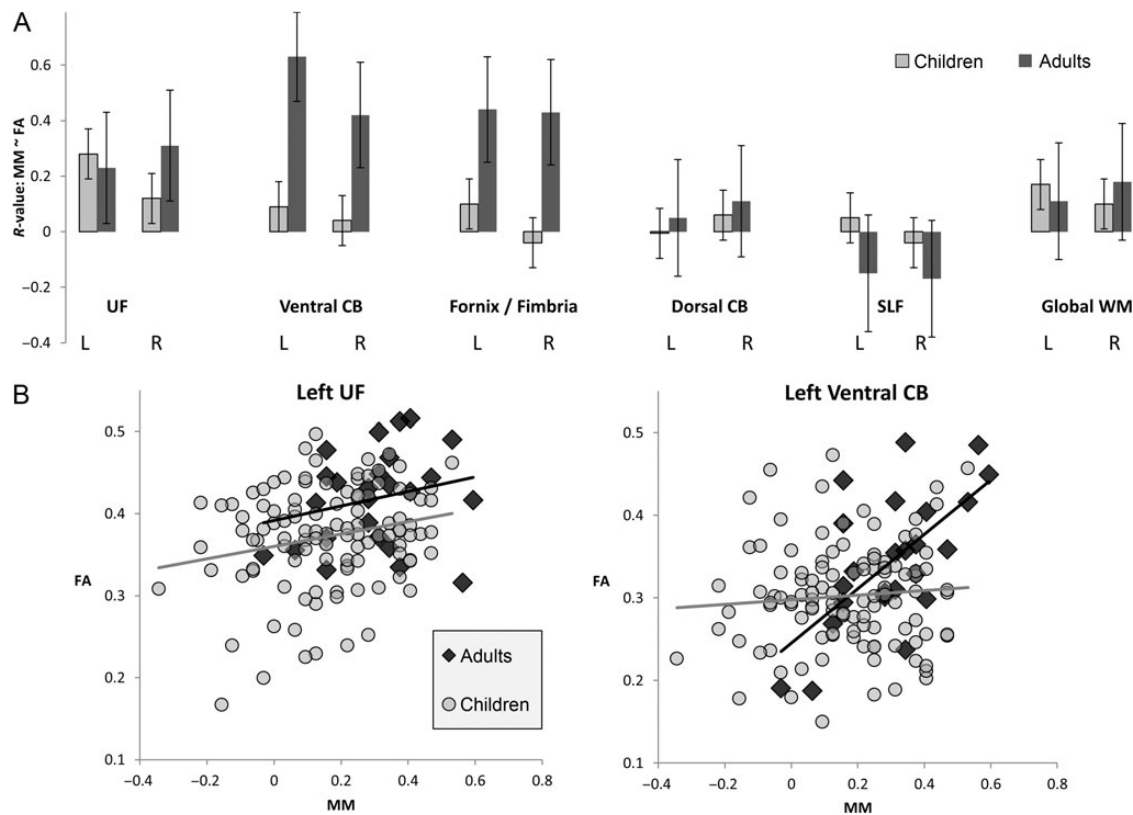 A
R-value: MM ~ FA
0.6
0.4
0.2
0
−0.2
−0.4
Children
Adults
UF
Ventral CB
Fornix / Fimbria
Dorsal CB
SLF
Global WM
L R L R L R L R L R L R
B
Left UF
FA
0.5
0.4
0.3
0.2
0.1
−0.4 −0.2 0 0.2 0.4 0.6 0.8
MM
Adults
Children
Left Ventral CB
FA
0.5
0.4
0.3
0.2
0.1
−0.4 −0.2 0 0.2 0.4 0.6 0.8
MM